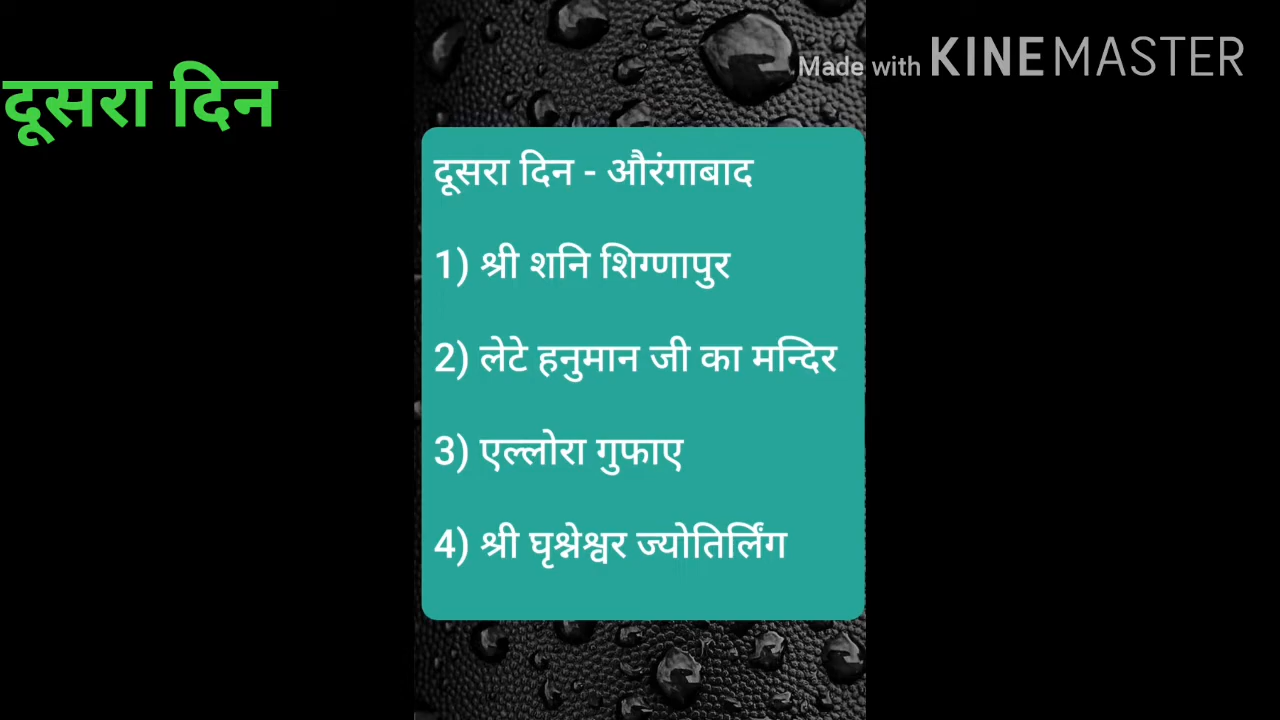 दूसरा दिन
Made with KINEMASTER
दूसरा दिन - औरंगाबाद
1) श्री शनि शिग्णापुर
2) लेटे हनुमान जी का मन्दिर
3) एल्लोरा गुफाए
4) श्री घृश्नेश्वर ज्योतिर्लिंग